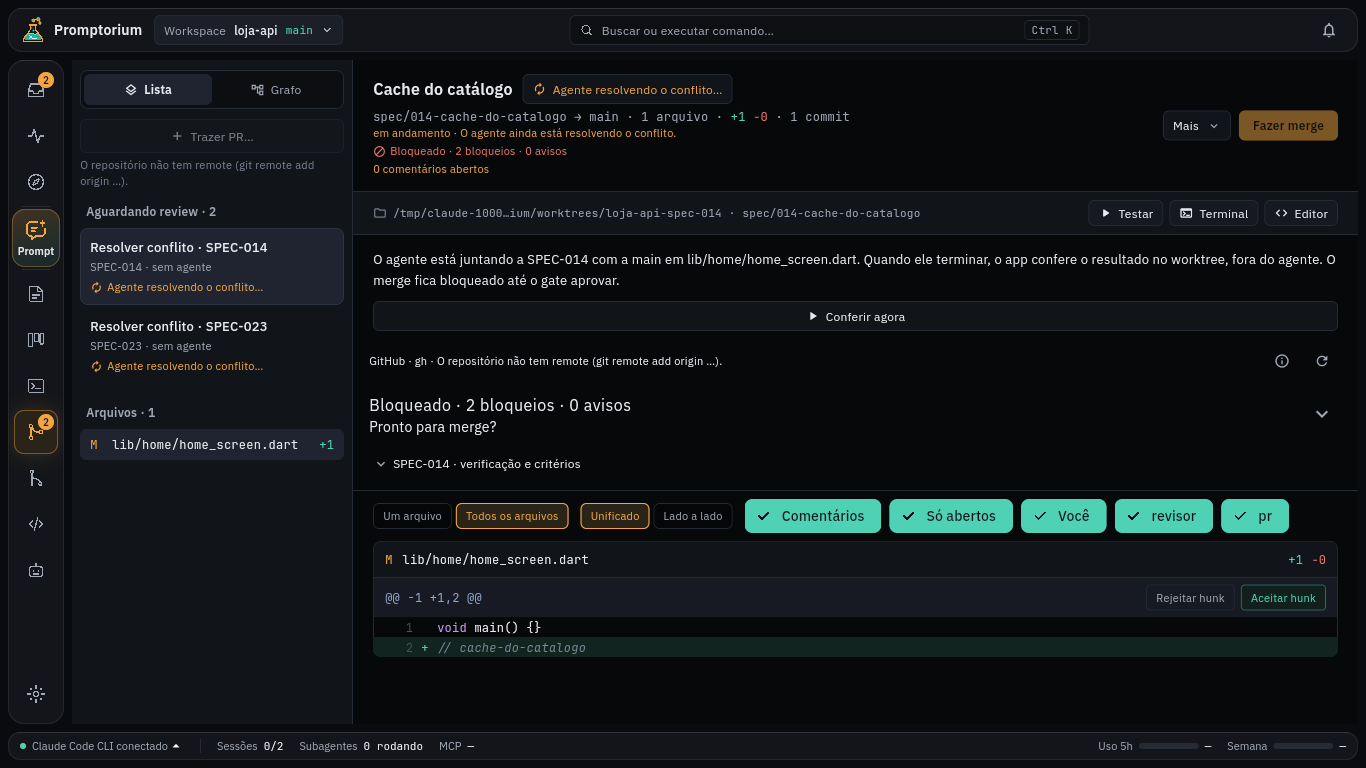 Promptorium
Workspace loja-api main
Buscar ou executar comando...
Ctrl K
2
Prompt
2
Lista
Grafo
+ Trazer PR...
O repositório não tem remote (git remote add
origin ...).
Aguardando review · 2
Resolver conflito · SPEC-014
SPEC-014 · sem agente
Agente resolvendo o conflito...
Resolver conflito · SPEC-023
SPEC-023 · sem agente
Agente resolvendo o conflito...
Arquivos · 1
M lib/home/home_screen.dart +1
Cache do catálogo
Agente resolvendo o conflito...
spec/014-cache-do-catalogo → main · 1 arquivo · +1 -0 · 1 commit
em andamento · O agente ainda está resolvendo o conflito.
Bloqueado · 2 bloqueios · 0 avisos
0 comentários abertos
Mais
Fazer merge
/tmp/claude-1000…ium/worktrees/loja-api-spec-014 · spec/014-cache-do-catalogo
Testar
Terminal
Editor
O agente está juntando a SPEC-014 com a main em lib/home/home_screen.dart. Quando ele terminar, o app confere o resultado no worktree, fora do agente. O
merge fica bloqueado até o gate aprovar.
Conferir agora
GitHub · gh · O repositório não tem remote (git remote add origin ...).
Bloqueado · 2 bloqueios · 0 avisos
Pronto para merge?
SPEC-014 · verificação e critérios
Um arquivo
Todos os arquivos
Unificado
Lado a lado
Comentários
Só abertos
Você
revisor
pr
M lib/home/home_screen.dart +1 -0
@@ -1 +1,2 @@
Rejeitar hunk
Aceitar hunk
1 void main() {}
2 + // cache-do-catalogo
Claude Code CLI conectado
Sessões 0/2
Subagentes 0 rodando
MCP —
Uso 5h —
Semana —